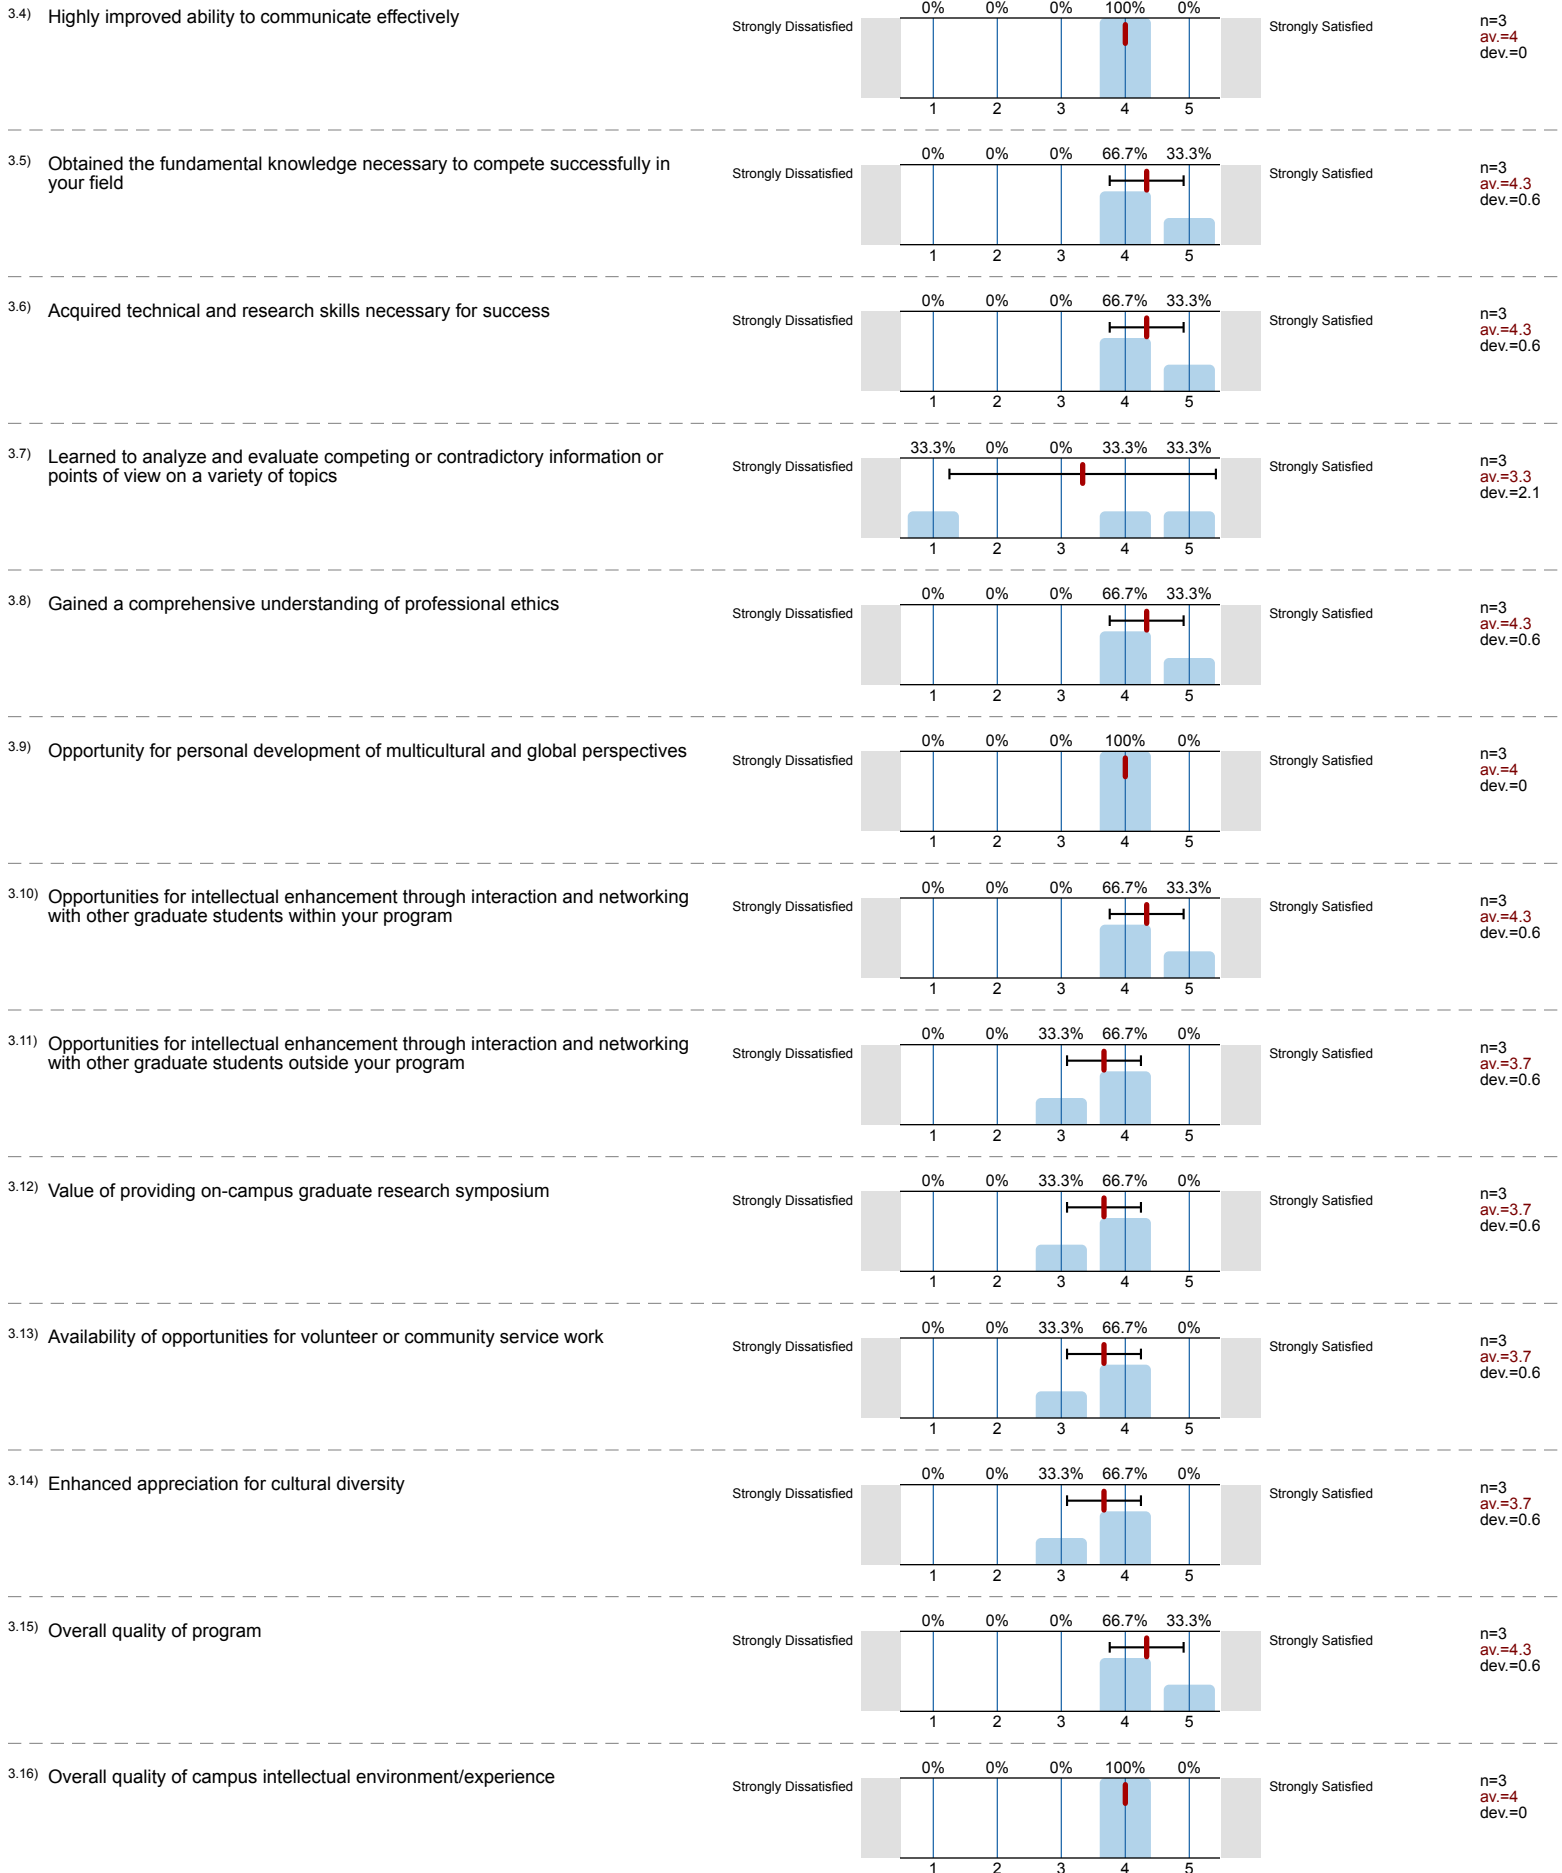 3.4) Highly improved ability to communicate effectively
Strongly Dissatisfied
0% 0% 0% 100% 0%
1 2 3 4 5
Strongly Satisfied
n=3
av.=4
dev.=0
3.5) Obtained the fundamental knowledge necessary to compete successfully in
your field
Strongly Dissatisfied
0% 0% 0% 66.7% 33.3%
1 2 3 4 5
Strongly Satisfied
n=3
av.=4.3
dev.=0.6
3.6) Acquired technical and research skills necessary for success
Strongly Dissatisfied
0% 0% 0% 66.7% 33.3%
1 2 3 4 5
Strongly Satisfied
n=3
av.=4.3
dev.=0.6
3.7) Learned to analyze and evaluate competing or contradictory information or
points of view on a variety of topics
Strongly Dissatisfied
33.3% 0% 0% 33.3% 33.3%
1 2 3 4 5
Strongly Satisfied
n=3
av.=3.3
dev.=2.1
3.8) Gained a comprehensive understanding of professional ethics
Strongly Dissatisfied
0% 0% 0% 66.7% 33.3%
1 2 3 4 5
Strongly Satisfied
n=3
av.=4.3
dev.=0.6
3.9) Opportunity for personal development of multicultural and global perspectives
Strongly Dissatisfied
0% 0% 0% 100% 0%
1 2 3 4 5
Strongly Satisfied
n=3
av.=4
dev.=0
3.10) Opportunities for intellectual enhancement through interaction and networking
with other graduate students within your program
Strongly Dissatisfied
0% 0% 0% 66.7% 33.3%
1 2 3 4 5
Strongly Satisfied
n=3
av.=4.3
dev.=0.6
3.11) Opportunities for intellectual enhancement through interaction and networking
with other graduate students outside your program
Strongly Dissatisfied
0% 0% 33.3% 66.7% 0%
1 2 3 4 5
Strongly Satisfied
n=3
av.=3.7
dev.=0.6
3.12) Value of providing on-campus graduate research symposium
Strongly Dissatisfied
0% 0% 33.3% 66.7% 0%
1 2 3 4 5
Strongly Satisfied
n=3
av.=3.7
dev.=0.6
3.13) Availability of opportunities for volunteer or community service work
Strongly Dissatisfied
0% 0% 33.3% 66.7% 0%
1 2 3 4 5
Strongly Satisfied
n=3
av.=3.7
dev.=0.6
3.14) Enhanced appreciation for cultural diversity
Strongly Dissatisfied
0% 0% 33.3% 66.7% 0%
1 2 3 4 5
Strongly Satisfied
n=3
av.=3.7
dev.=0.6
3.15) Overall quality of program
Strongly Dissatisfied
0% 0% 0% 66.7% 33.3%
1 2 3 4 5
Strongly Satisfied
n=3
av.=4.3
dev.=0.6
3.16) Overall quality of campus intellectual environment/experience
Strongly Dissatisfied
0% 0% 0% 100% 0%
1 2 3 4 5
Strongly Satisfied
n=3
av.=4
dev.=0